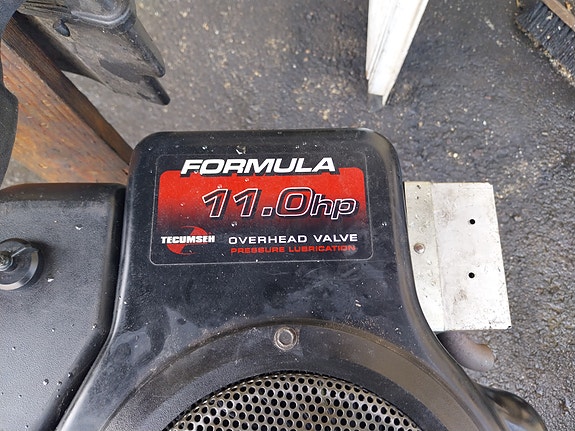 FORMULA
11.0hp
TECUMSEH OVERHEAD VALVE
PRESSURE LUBRICATION